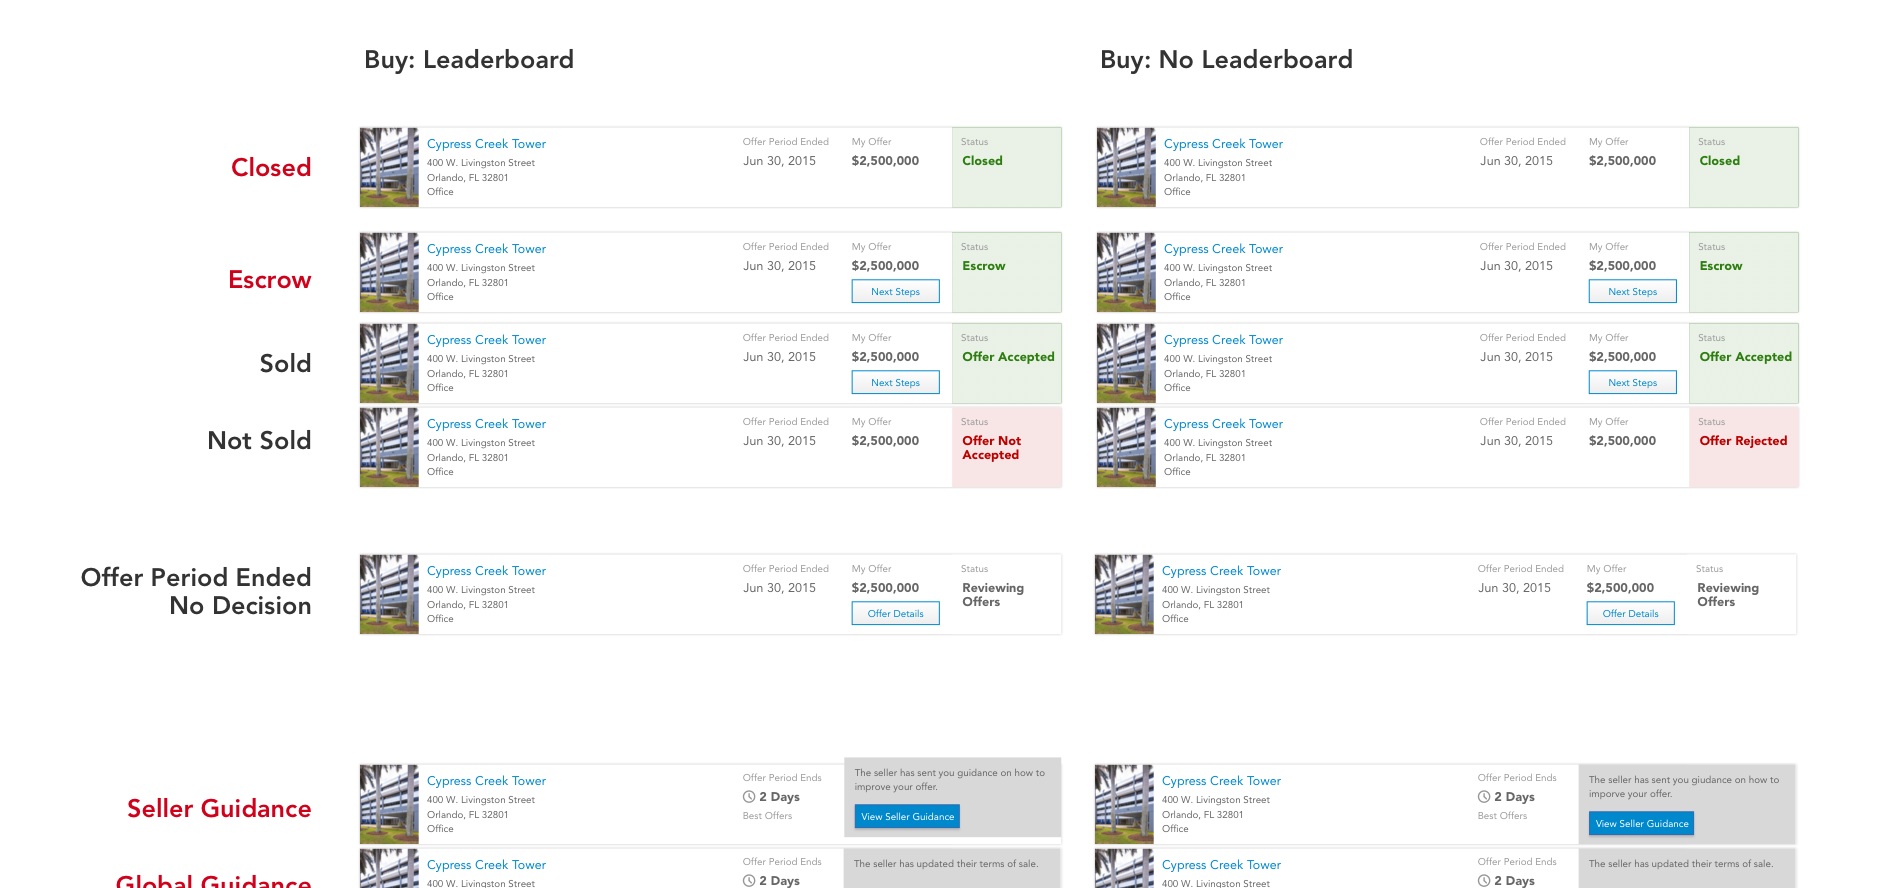 Buy: Leaderboard
Buy: No Leaderboard
Closed
Cypress Creek Tower
400 W. Livingston Street
Orlando, FL 32801
Office
Offer Period Ended
Jun 30, 2015
My Offer
$2,500,000
Status
Closed
Cypress Creek Tower
400 W. Livingston Street
Orlando, FL 32801
Office
Offer Period Ended
Jun 30, 2015
My Offer
$2,500,000
Status
Closed
Escrow
Cypress Creek Tower
400 W. Livingston Street
Orlando, FL 32801
Office
Offer Period Ended
Jun 30, 2015
My Offer
$2,500,000
Next Steps
Status
Escrow
Cypress Creek Tower
400 W. Livingston Street
Orlando, FL 32801
Office
Offer Period Ended
Jun 30, 2015
My Offer
$2,500,000
Next Steps
Status
Escrow
Sold
Cypress Creek Tower
400 W. Livingston Street
Orlando, FL 32801
Office
Offer Period Ended
Jun 30, 2015
My Offer
$2,500,000
Next Steps
Status
Offer Accepted
Cypress Creek Tower
400 W. Livingston Street
Orlando, FL 32801
Office
Offer Period Ended
Jun 30, 2015
My Offer
$2,500,000
Next Steps
Status
Offer Accepted
Not Sold
Cypress Creek Tower
400 W. Livingston Street
Orlando, FL 32801
Office
Offer Period Ended
Jun 30, 2015
My Offer
$2,500,000
Status
Offer Not
Accepted
Cypress Creek Tower
400 W. Livingston Street
Orlando, FL 32801
Office
Offer Period Ended
Jun 30, 2015
My Offer
$2,500,000
Status
Offer Rejected
Offer Period Ended
No Decision
Cypress Creek Tower
400 W. Livingston Street
Orlando, FL 32801
Office
Offer Period Ended
Jun 30, 2015
My Offer
$2,500,000
Offer Details
Status
Reviewing
Offers
Cypress Creek Tower
400 W. Livingston Street
Orlando, FL 32801
Office
Offer Period Ended
Jun 30, 2015
My Offer
$2,500,000
Offer Details
Status
Reviewing
Offers
Seller Guidance
Cypress Creek Tower
400 W. Livingston Street
Orlando, FL 32801
Office
Offer Period Ends
2 Days
Best Offers
The seller has sent you guidance on how to
improve your offer.
View Seller Guidance
Cypress Creek Tower
400 W. Livingston Street
Orlando, FL 32801
Office
Offer Period Ends
2 Days
Best Offers
The seller has sent you giudance on how to
imporve your offer.
View Seller Guidance
Global Guidance
Cypress Creek Tower
400 W. Livingston Street
Offer Period Ends
2 Days
The seller has updated their terms of sale.
Cypress Creek Tower
400 W. Livingston Street
Offer Period Ends
2 Days
The seller has updated their terms of sale.